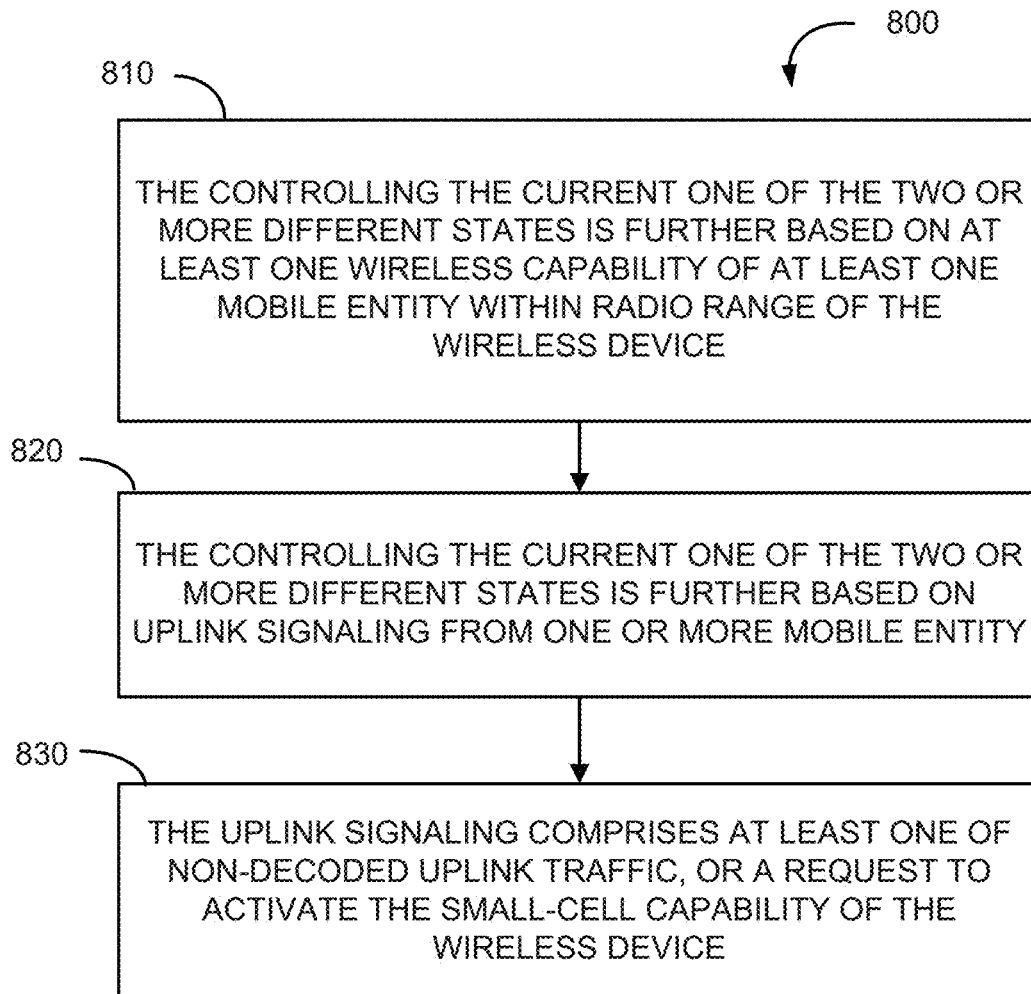 800
810
THE CONTROLLING THE CURRENT ONE OF THE TWO OR
MORE DIFFERENT STATES IS FURTHER BASED ON AT
LEAST ONE WIRELESS CAPABILITY OF AT LEAST ONE
MOBILE ENTITY WITHIN RADIO RANGE OF THE
WIRELESS DEVICE
820
THE CONTROLLING THE CURRENT ONE OF THE TWO OR
MORE DIFFERENT STATES IS FURTHER BASED ON
UPLINK SIGNALING FROM ONE OR MORE MOBILE ENTITY
830
THE UPLINK SIGNALING COMPRISES AT LEAST ONE OF
NON-DECODED UPLINK TRAFFIC, OR A REQUEST TO
ACTIVATE THE SMALL-CELL CAPABILITY OF THE
WIRELESS DEVICE